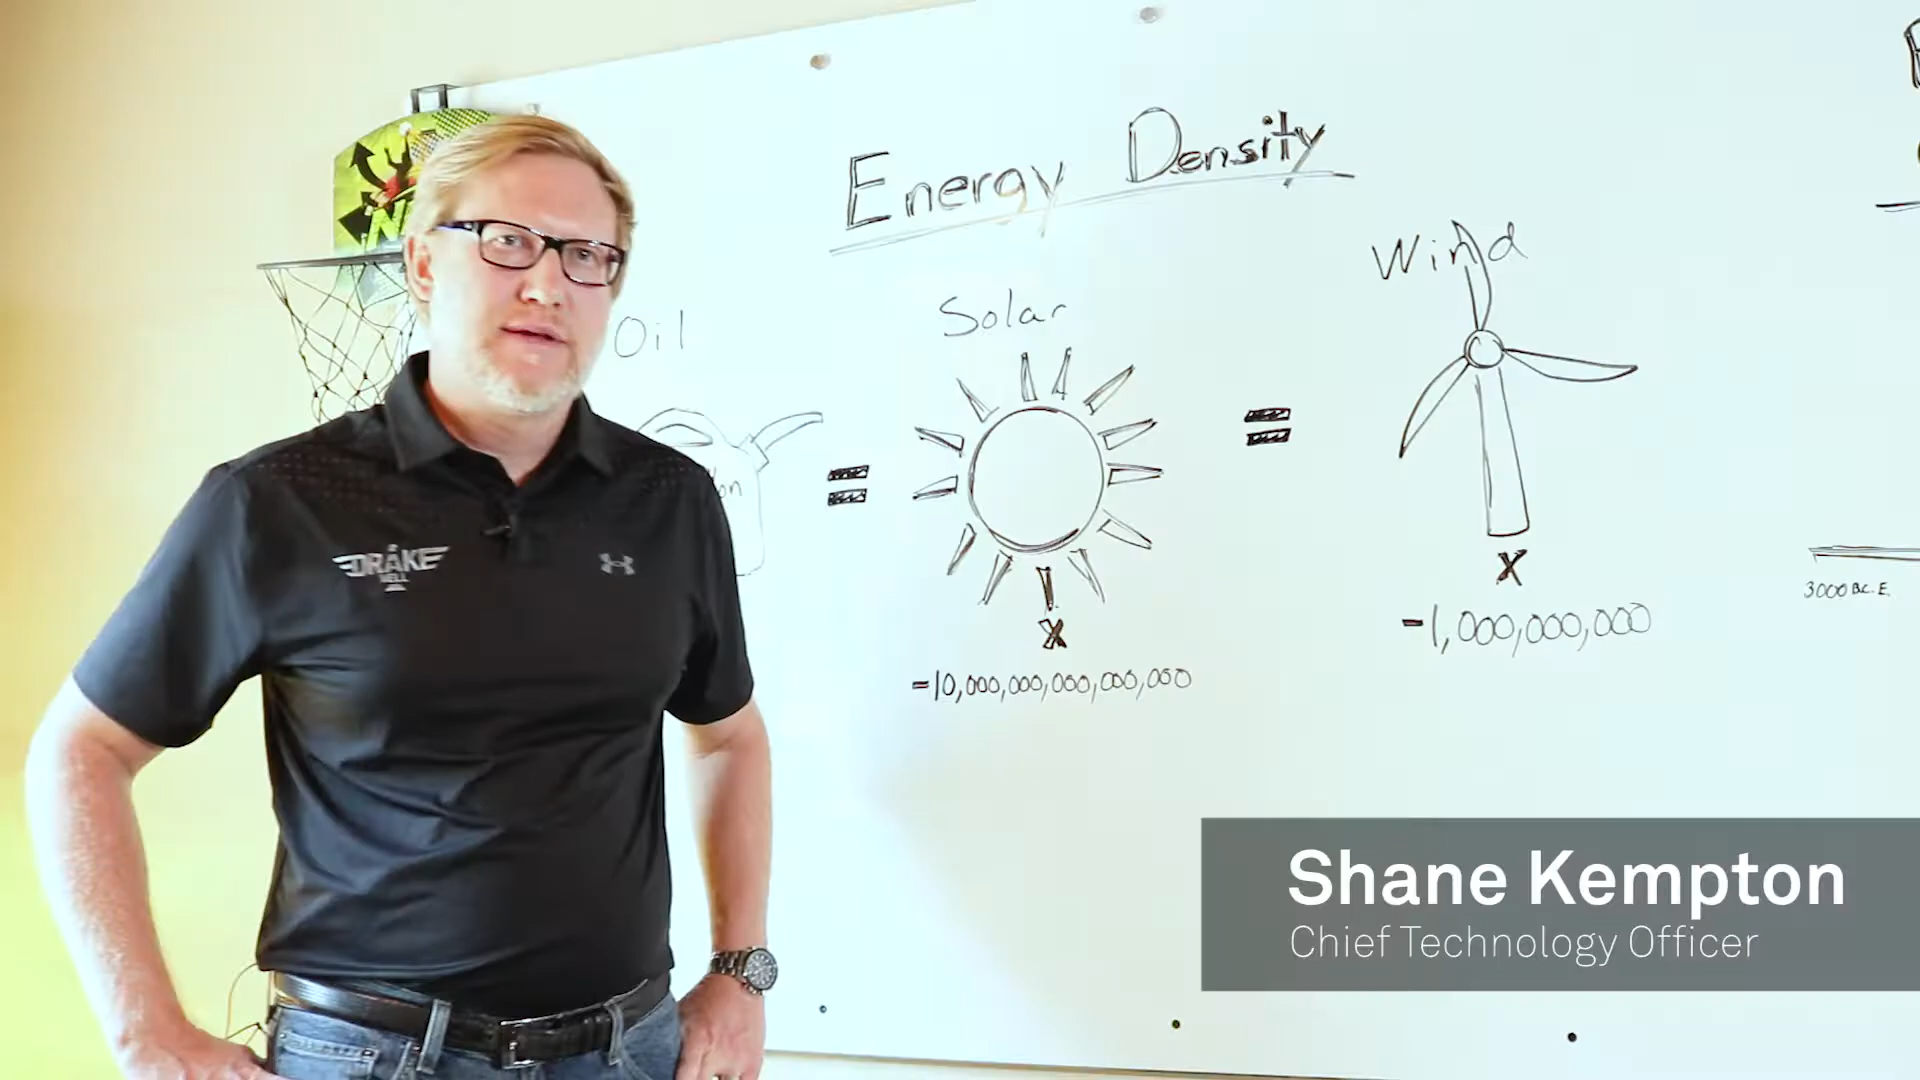 Energy Density
Oil
Solar
Wind
=
=
X
-10,000,000,000,000,000
X
-1,000,000,000
3000 B.C.E.
DRAKE
WELL
Shane Kempton
Chief Technology Officer